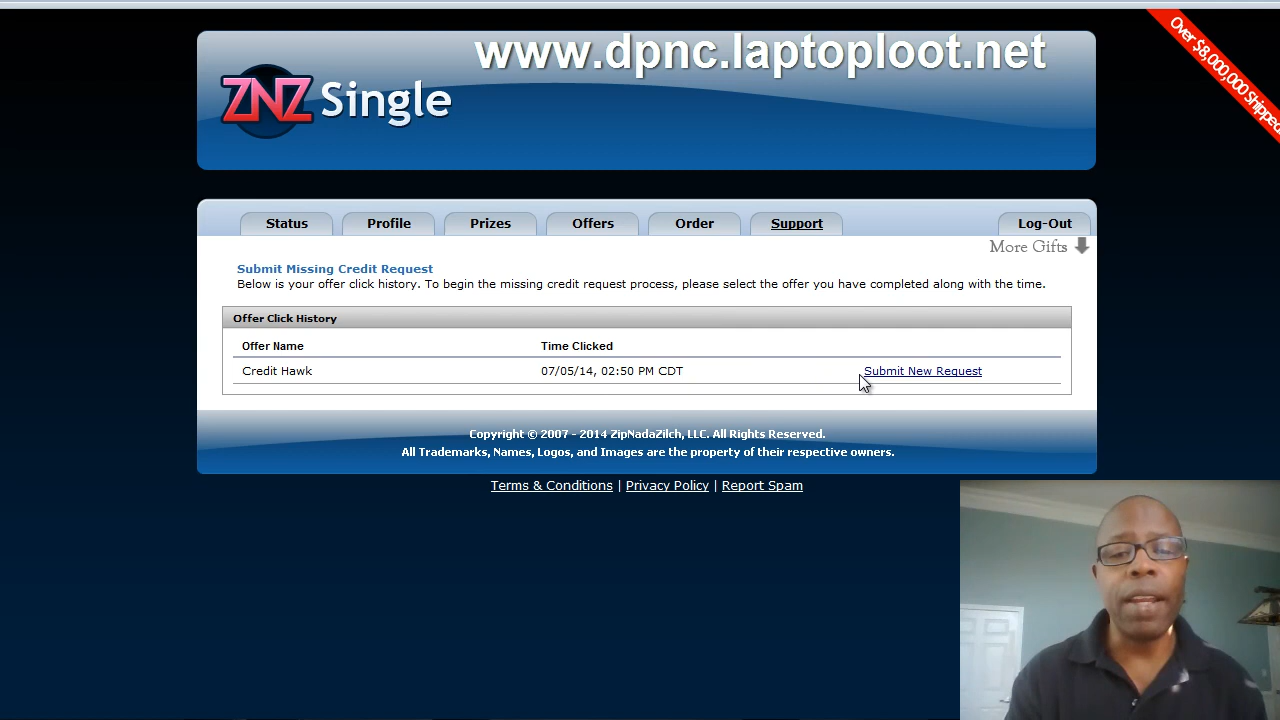 www.dpnc.laptoploot.net
Over $8,000,000 Shipped
ZNZ Single
Status Profile Prizes Offers Order Support Log-Out
More Gifts
Submit Missing Credit Request
Below is your offer click history. To begin the missing credit request process, please select the offer you have completed along with the time.
Offer Click History
Offer Name Time Clicked
Credit Hawk 07/05/14, 02:50 PM CDT Submit New Request
Copyright © 2007 - 2014 ZipNadaZilch, LLC. All Rights Reserved.
All Trademarks, Names, Logos, and Images are the property of their respective owners.
Terms & Conditions | Privacy Policy | Report Spam